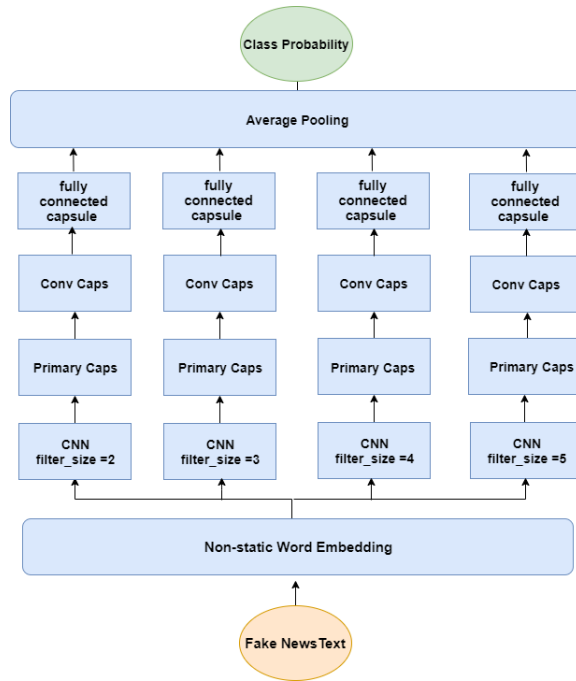 Class Probability
Average Pooling
fully
connected
capsule
fully
connected
capsule
fully
connected
capsule
fully
connected
capsule
Conv Caps
Conv Caps
Conv Caps
Conv Caps
Primary Caps
Primary Caps
Primary Caps
Primary Caps
CNN
filter_size =2
CNN
filter_size =3
CNN
filter_size =4
CNN
filter_size =5
Non-static Word Embedding
Fake News Text